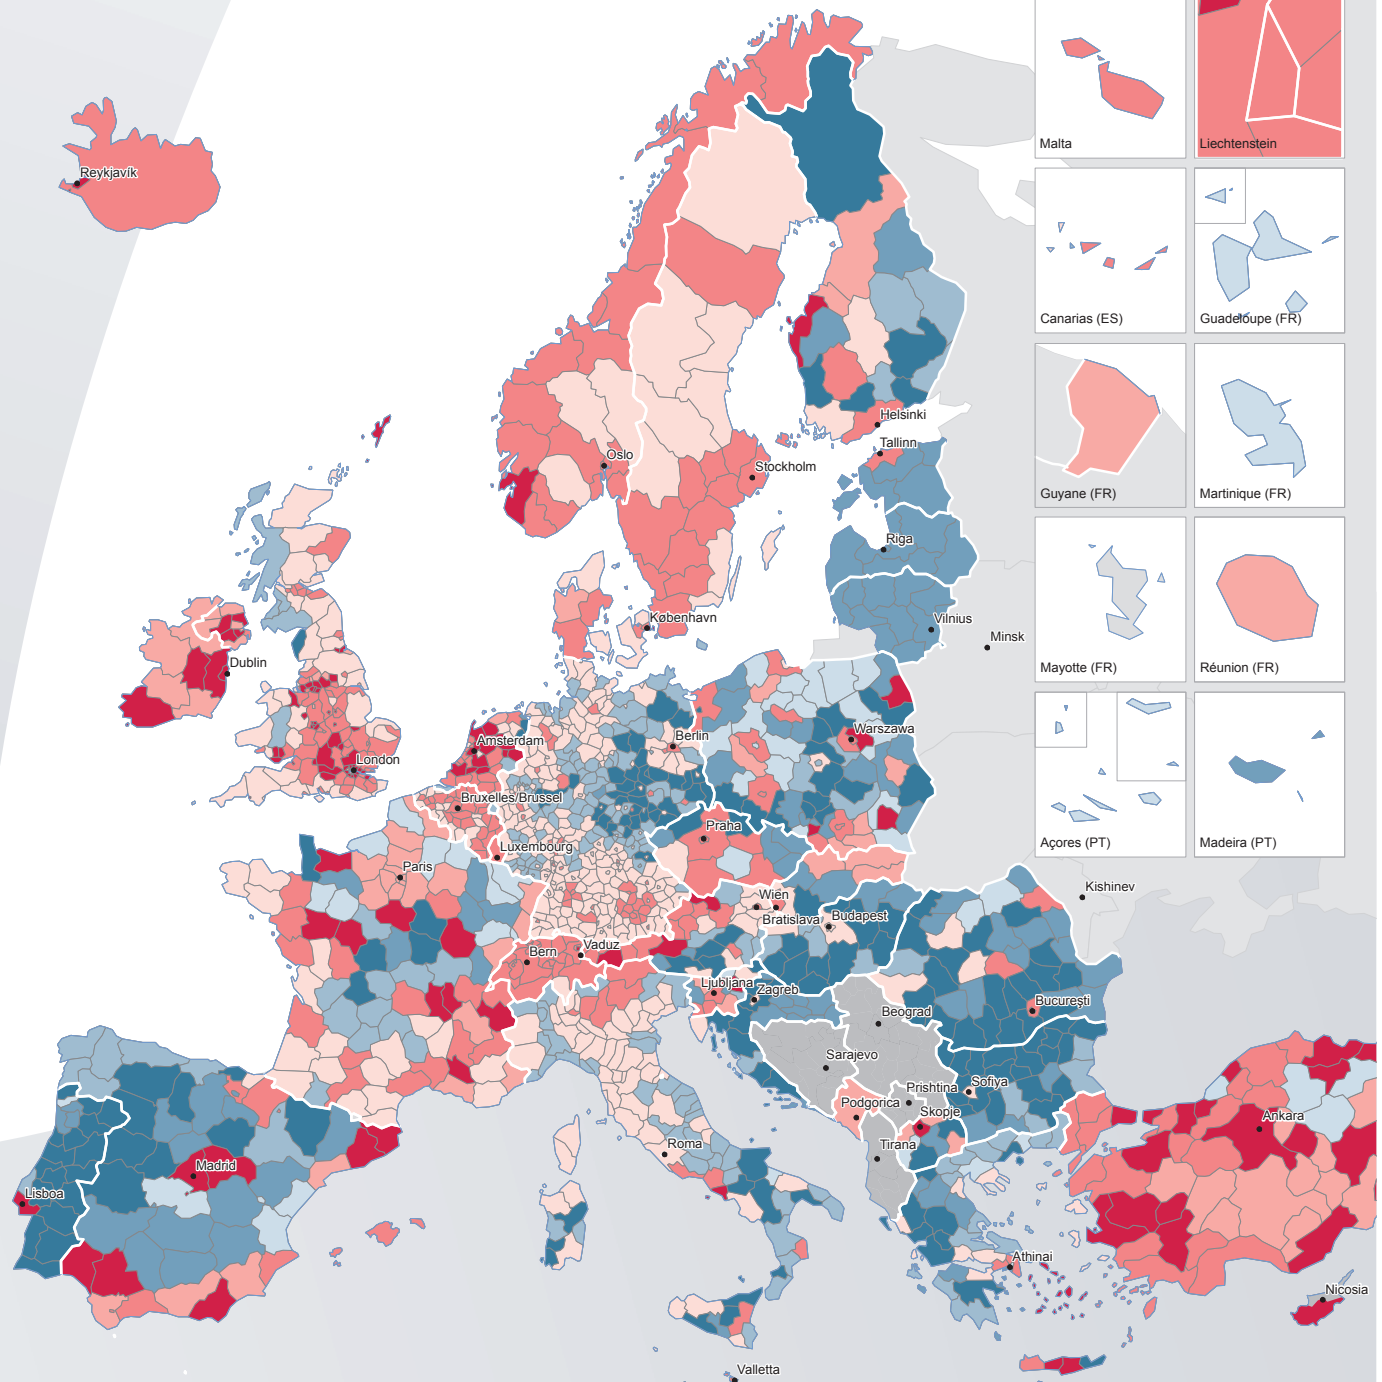 Malta
Liechtenstein
Reykjavík
Canarias (ES)
Guadeloupe (FR)
Helsinki
Tallinn
Oslo
Stockholm
Guyane (FR)
Martinique (FR)
Riga
København
Vilnius
Minsk
Dublin
Mayotte (FR)
Réunion (FR)
Amsterdam
Berlin
Warszawa
London
Bruxelles/Brussel
Praha
Luxembourg
Açores (PT)
Madeira (PT)
Paris
Kishinev
Wien
Bratislava
Budapest
Bern
Vaduz
Ljubljana
Zagreb
Bucureşti
Beograd
Sarajevo
Prishtina
Sofiya
Podgorica
Skopje
Ankara
Roma
Tirana
Madrid
Lisboa
Athinai
Nicosia
Valletta